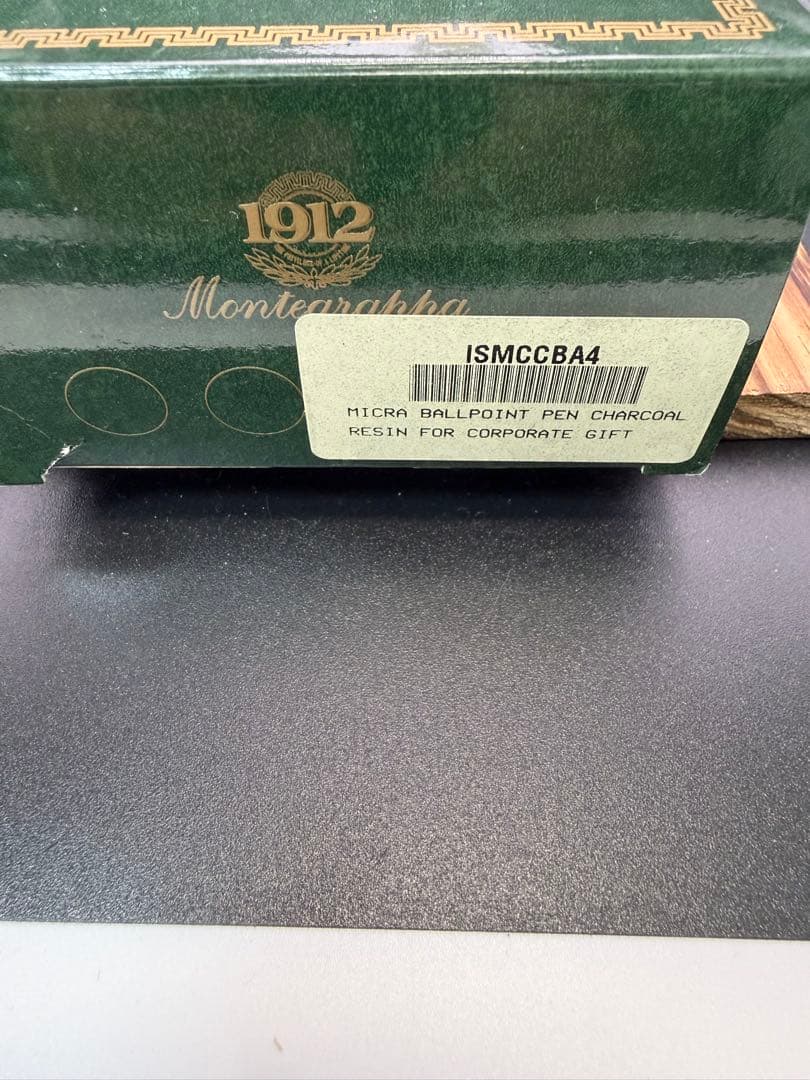 1912
Montegrappa
ISMCCBA4
MICRA BALLPOINT PEN CHARCOAL
RESIN FOR CORPORATE GIFT